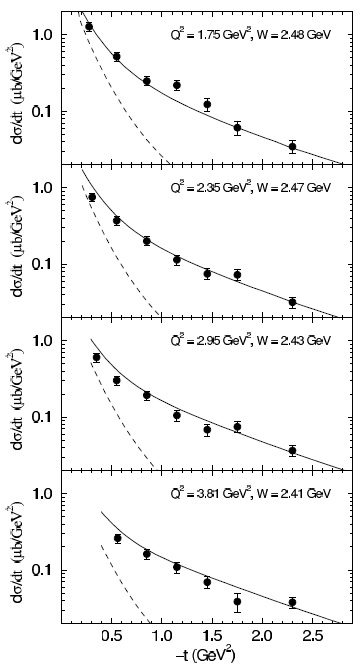 Q² = 1.75 GeV², W = 2.48 GeV
1.0
0.1
dσ/dt (μb/GeV²)
Q² = 2.35 GeV², W = 2.47 GeV
1.0
0.1
dσ/dt (μb/GeV²)
Q² = 2.95 GeV², W = 2.43 GeV
1.0
0.1
dσ/dt (μb/GeV²)
Q² = 3.81 GeV², W = 2.41 GeV
1.0
0.1
dσ/dt (μb/GeV²)
0.5 1.0 1.5 2.0 2.5
−t (GeV²)